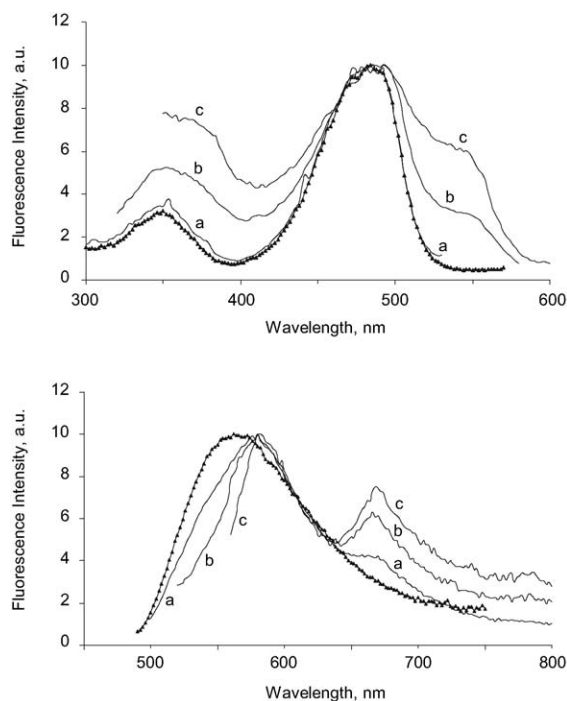 Fluorescence Intensity, a.u.
12
10
8
6
4
2
0
c
b
a
c
b
a
300
400
500
600
Wavelength, nm
Fluorescence Intensity, a.u.
12
10
8
6
4
2
0
a
b
c
c
b
a
500
600
700
800
Wavelength, nm